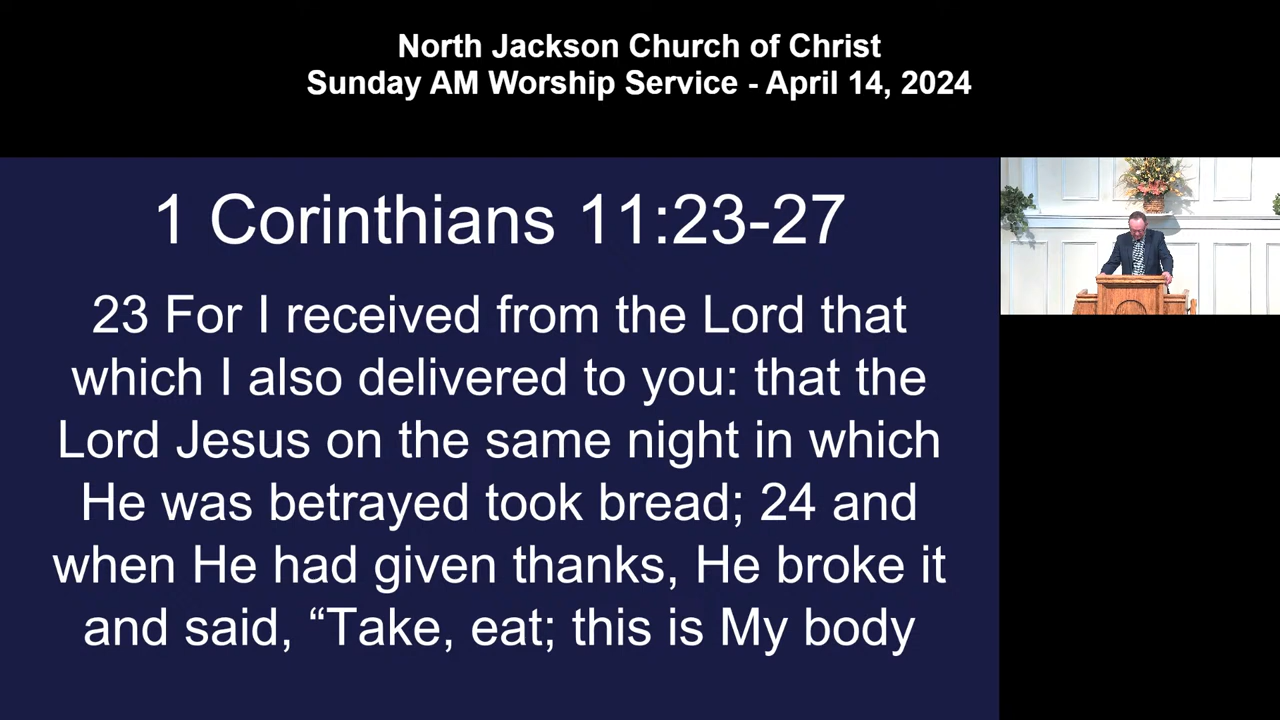 North Jackson Church of Christ
Sunday AM Worship Service - April 14, 2024
1 Corinthians 11:23-27
23 For I received from the Lord that
which I also delivered to you: that the
Lord Jesus on the same night in which
He was betrayed took bread; 24 and
when He had given thanks, He broke it
and said, “Take, eat; this is My body